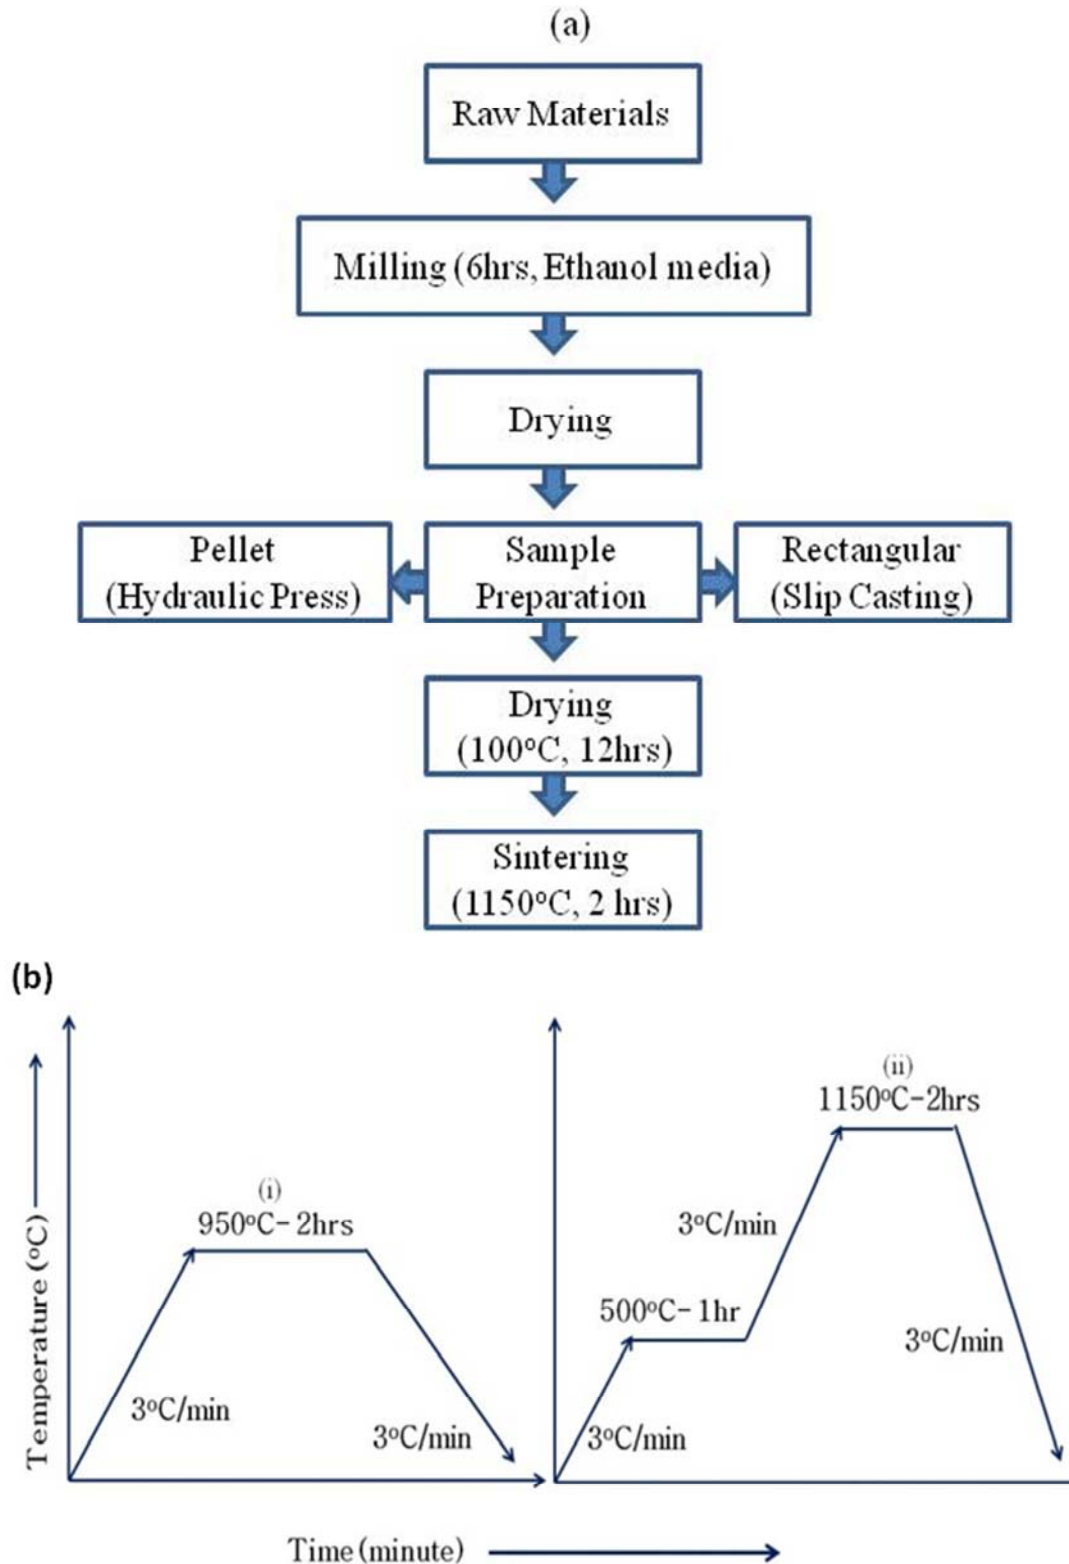 (a)
Raw Materials
Milling (6hrs, Ethanol media)
Drying
Pellet
(Hydraulic Press)
Sample
Preparation
Rectangular
(Slip Casting)
Drying
(100°C, 12hrs)
Sintering
(1150°C, 2 hrs)
(b)
Temperature (°C)
(i)
950°C- 2hrs
3°C/min
3°C/min
(ii)
1150°C-2hrs
3°C/min
500°C- 1hr
3°C/min
3°C/min
Time (minute)